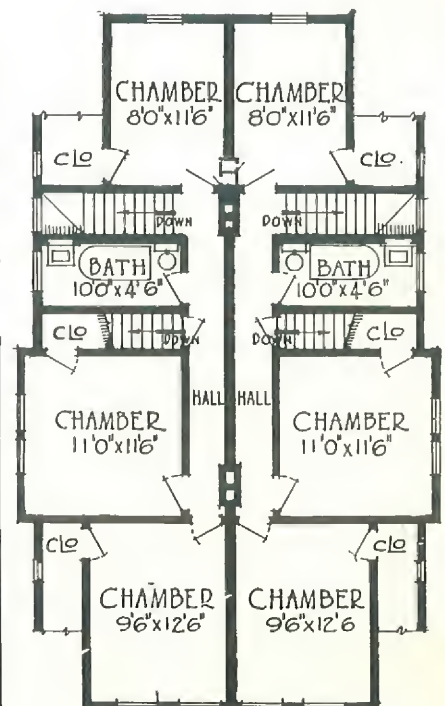 CHAMBER CHAMBER
8'0"x11'6" 8'0"x11'6"
CLO CLO.
DOWN DOWN
BATH BATH
10'0"x4'6" 10'0"x4'6"
CLO DOWN DOWN CLO
HALL HALL
CHAMBER CHAMBER
11'0"x11'6" 11'0"x11'6"
CLO CLO
CHAMBER CHAMBER
9'6"x12'6" 9'6"x12'6